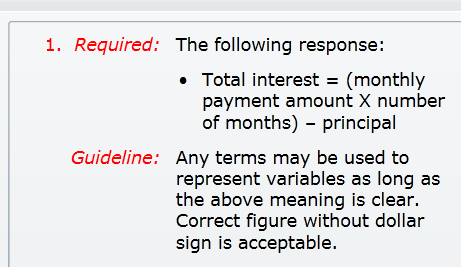 1. Required: The following response:
• Total interest = (monthly
payment amount X number
of months) – principal
Guideline: Any terms may be used to
represent variables as long as
the above meaning is clear.
Correct figure without dollar
sign is acceptable.